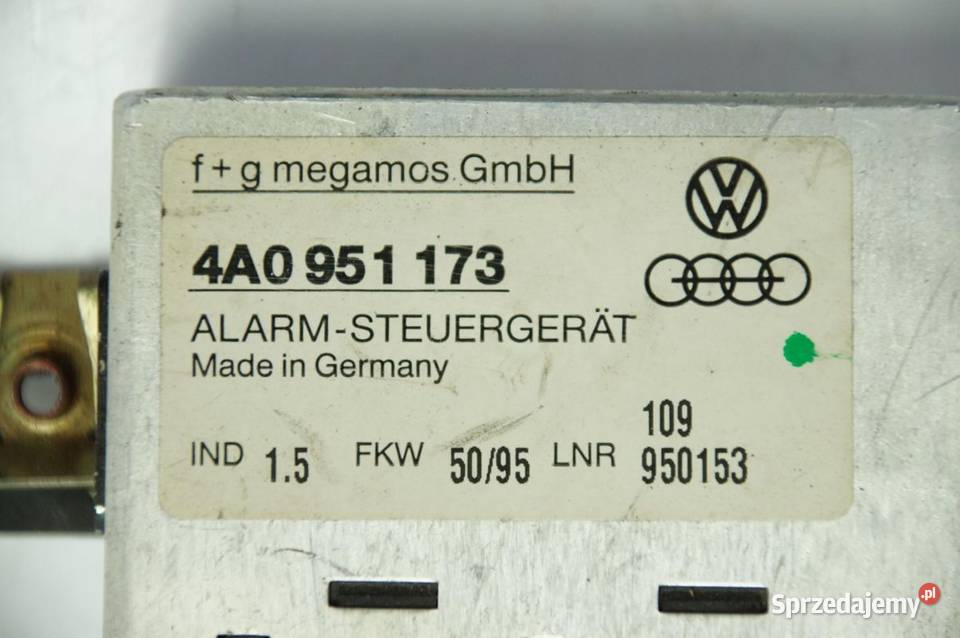 f + g megamos GmbH
4A0 951 173
ALARM-STEUERGERÄT
Made in Germany
109
IND 1.5 FKW 50/95 LNR 950153
Sprzedajemy.pl